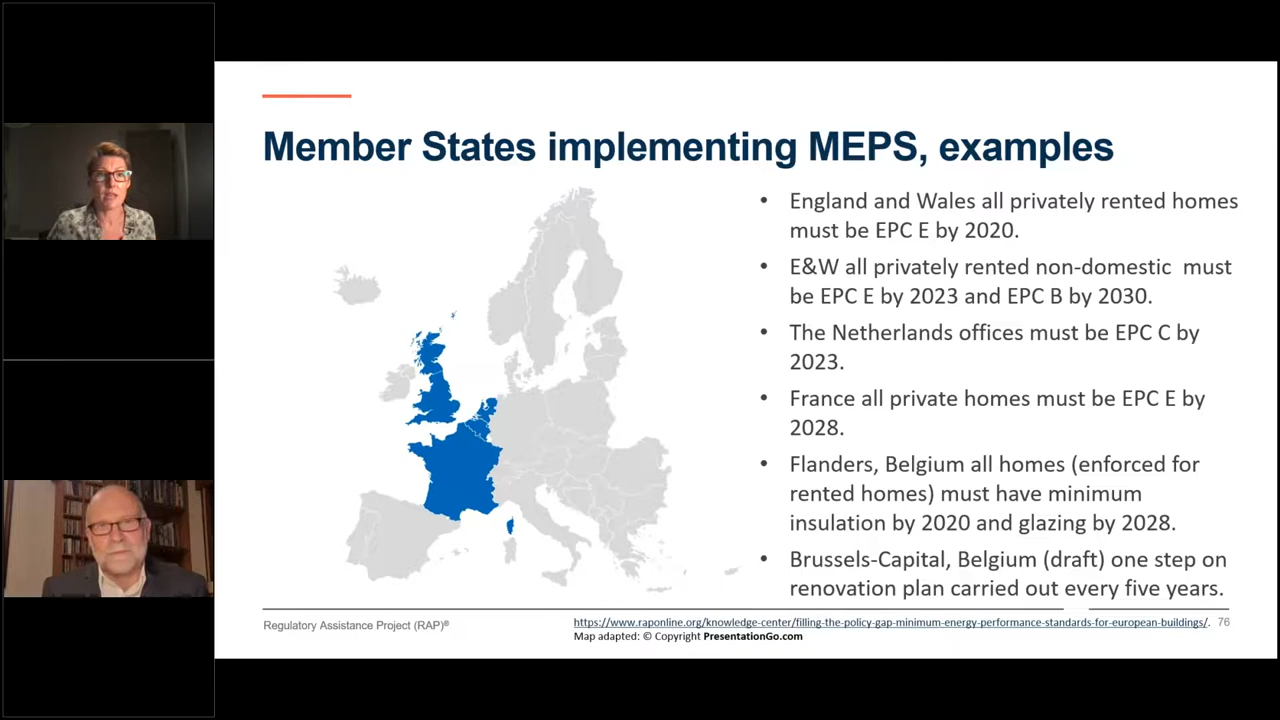 Member States implementing MEPS, examples
• England and Wales all privately rented homes
must be EPC E by 2020.
• E&W all privately rented non-domestic must
be EPC E by 2023 and EPC B by 2030.
• The Netherlands offices must be EPC C by
2023.
• France all private homes must be EPC E by
2028.
• Flanders, Belgium all homes (enforced for
rented homes) must have minimum
insulation by 2020 and glazing by 2028.
• Brussels-Capital, Belgium (draft) one step on
renovation plan carried out every five years.
Regulatory Assistance Project (RAP)®
https://www.raponline.org/knowledge-center/filling-the-policy-gap-minimum-energy-performance-standards-for-european-buildings/. 76
Map adapted: © Copyright PresentationGo.com